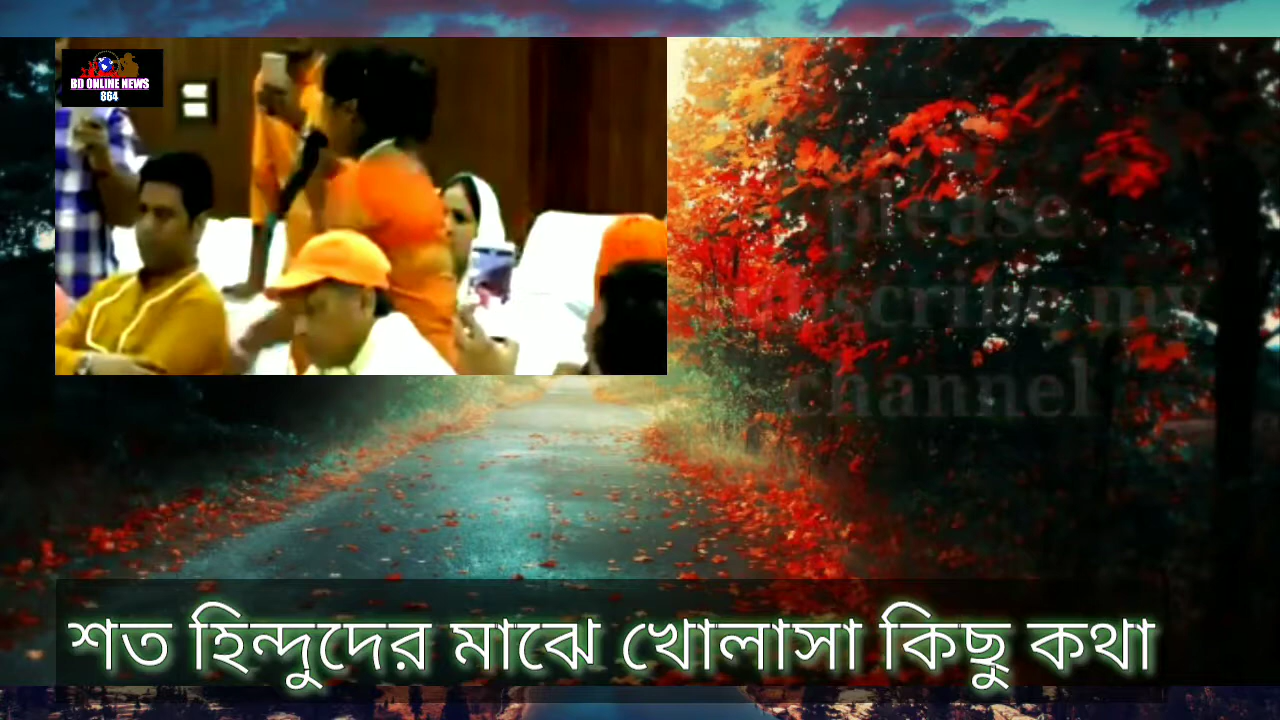 BD ONLINE NEWS
864
please
subscribe my
channel
শত হিন্দুদের মাঝে খোলাসা কিছু কথা